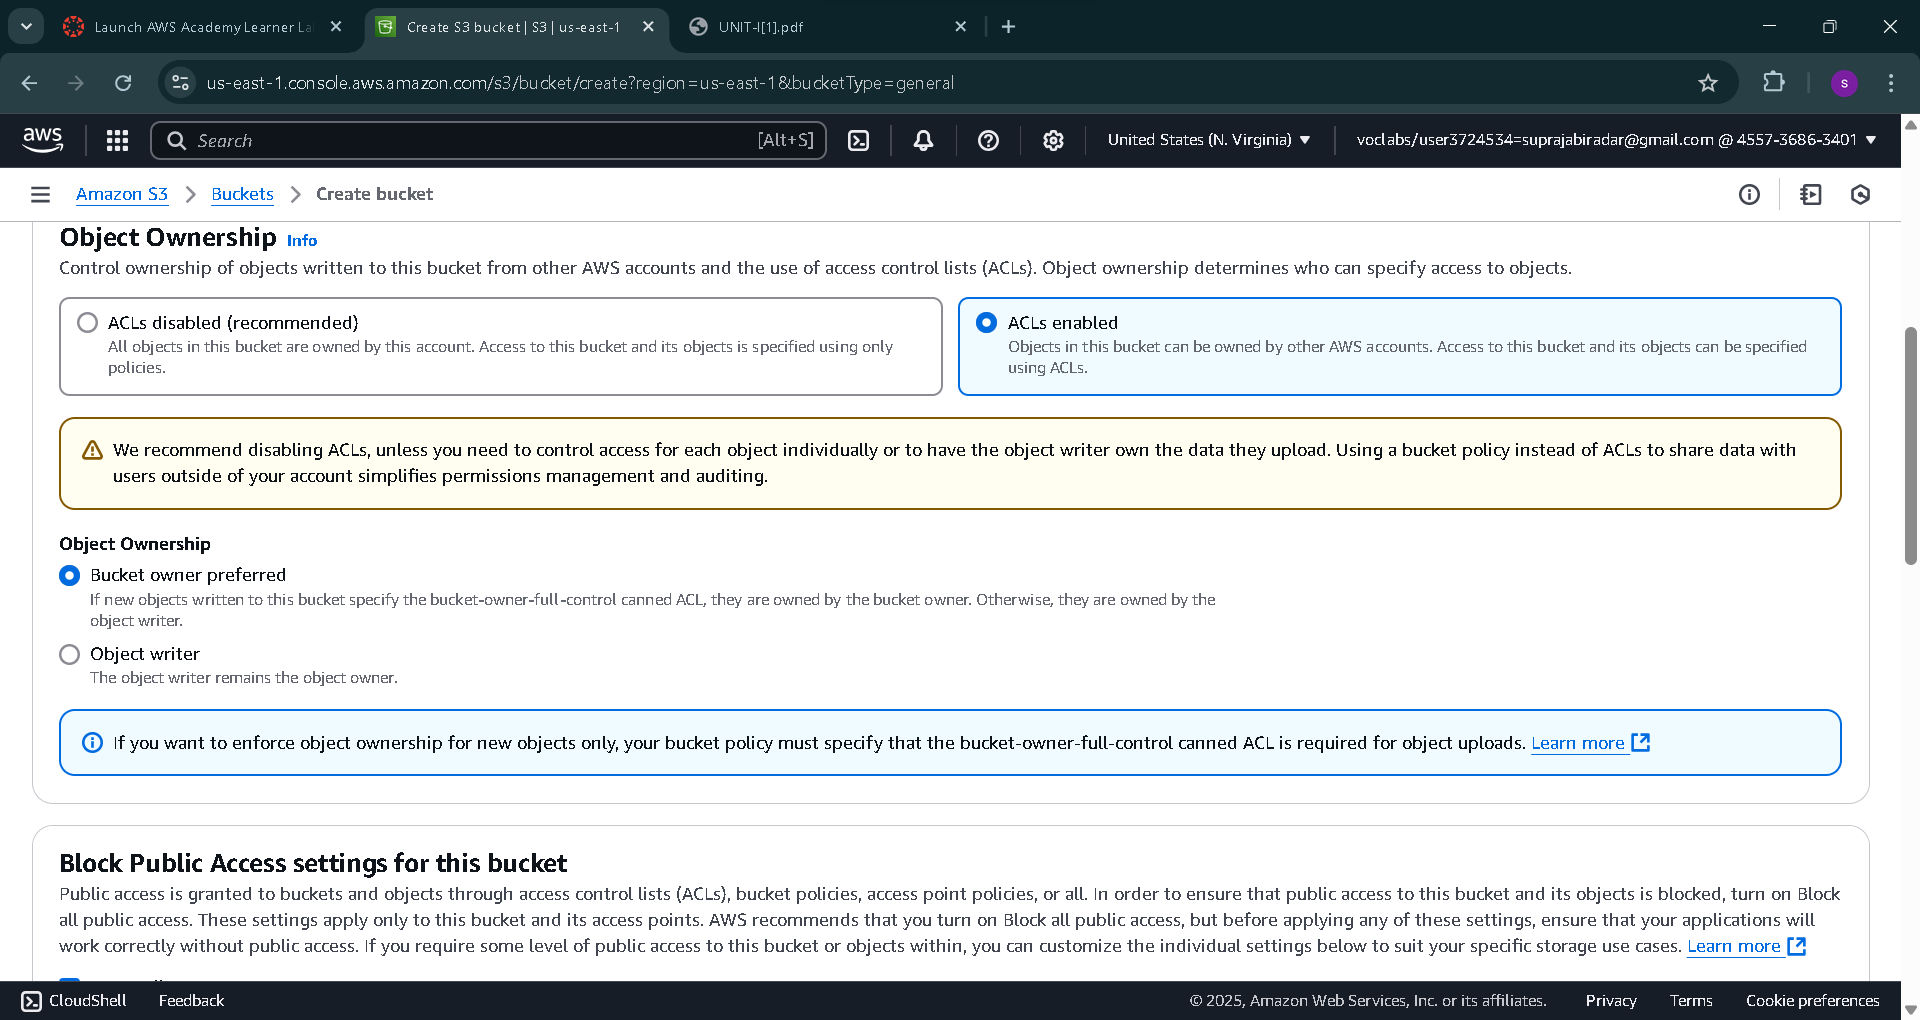 Launch AWS Academy Learner La
Create S3 bucket | S3 | us-east-1
UNIT-I[1].pdf
us-east-1.console.aws.amazon.com/s3/bucket/create?region=us-east-1&bucketType=general
s
aws
Search
[Alt+S]
United States (N. Virginia)
voclabs/user3724534=suprajabiradar@gmail.com @ 4557-3686-3401
Amazon S3
Buckets
Create bucket
Object Ownership Info
Control ownership of objects written to this bucket from other AWS accounts and the use of access control lists (ACLs). Object ownership determines who can specify access to objects.
ACLs disabled (recommended)
All objects in this bucket are owned by this account. Access to this bucket and its objects is specified using only
policies.
ACLs enabled
Objects in this bucket can be owned by other AWS accounts. Access to this bucket and its objects can be specified
using ACLs.
We recommend disabling ACLs, unless you need to control access for each object individually or to have the object writer own the data they upload. Using a bucket policy instead of ACLs to share data with
users outside of your account simplifies permissions management and auditing.
Object Ownership
Bucket owner preferred
If new objects written to this bucket specify the bucket-owner-full-control canned ACL, they are owned by the bucket owner. Otherwise, they are owned by the
object writer.
Object writer
The object writer remains the object owner.
If you want to enforce object ownership for new objects only, your bucket policy must specify that the bucket-owner-full-control canned ACL is required for object uploads. Learn more
Block Public Access settings for this bucket
Public access is granted to buckets and objects through access control lists (ACLs), bucket policies, access point policies, or all. In order to ensure that public access to this bucket and its objects is blocked, turn on Block
all public access. These settings apply only to this bucket and its access points. AWS recommends that you turn on Block all public access, but before applying any of these settings, ensure that your applications will
work correctly without public access. If you require some level of public access to this bucket or objects within, you can customize the individual settings below to suit your specific storage use cases. Learn more
CloudShell
Feedback
© 2025, Amazon Web Services, Inc. or its affiliates.
Privacy
Terms
Cookie preferences